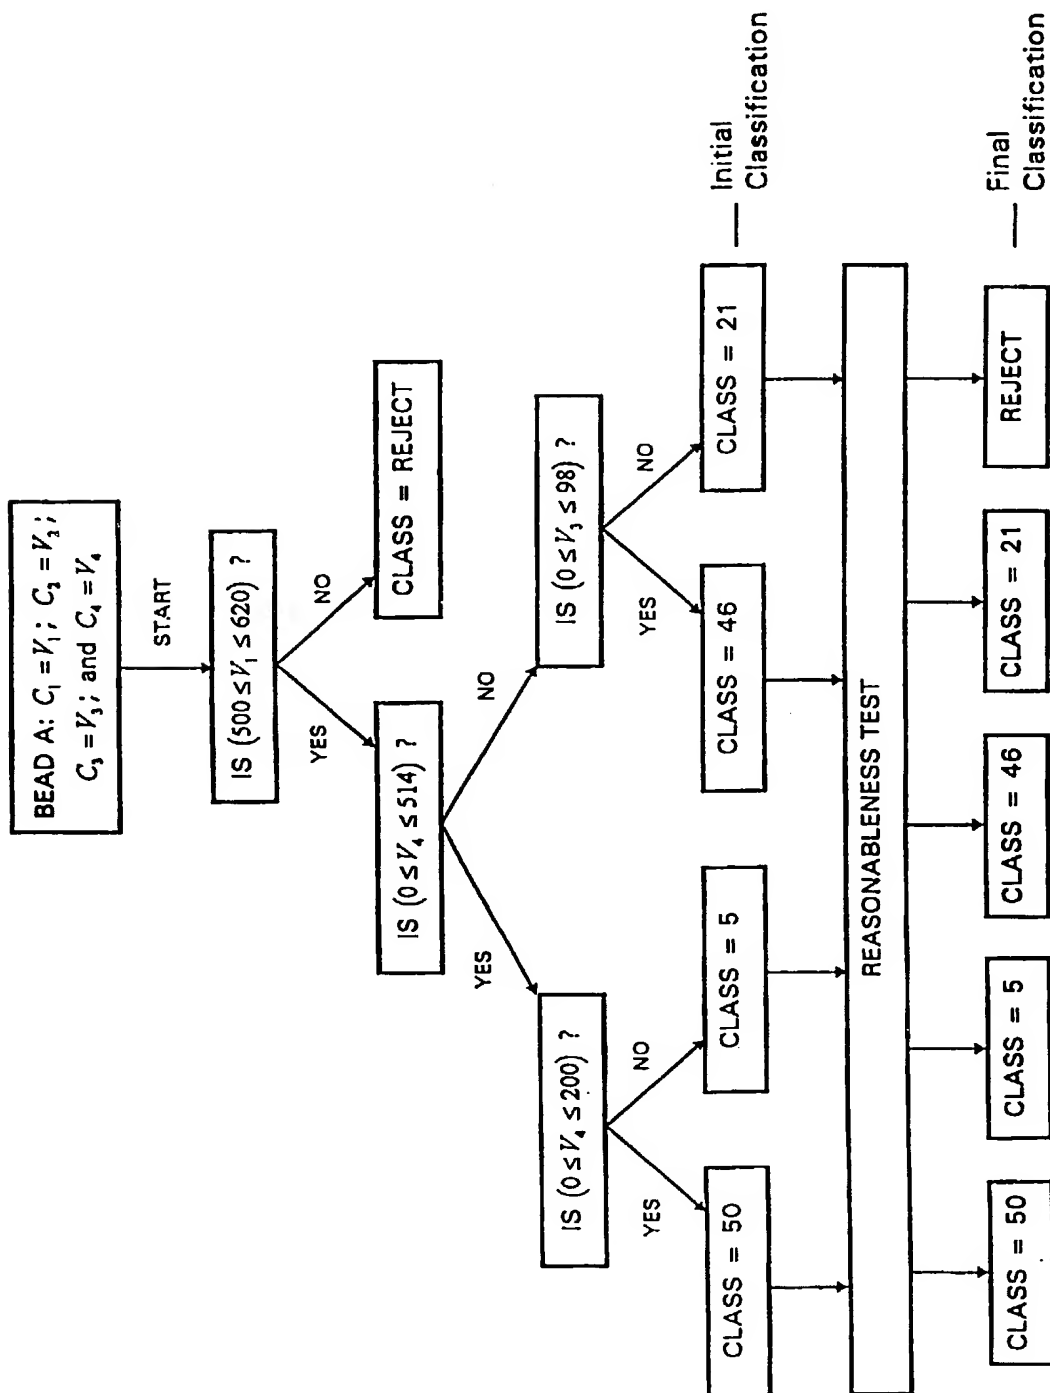 BEAD A: C₁ = V₁; C₂ = V₂;
C₃ = V₃; and C₄ = V₄
START
IS (500 ≤ V₁ ≤ 620) ?
YES
NO
IS (0 ≤ V₄ ≤ 514) ?
CLASS = REJECT
YES
NO
IS (0 ≤ V₄ ≤ 200) ?
IS (0 ≤ V₃ ≤ 98) ?
YES
NO
YES
NO
CLASS = 50
CLASS = 5
CLASS = 46
CLASS = 21
Initial
Classification
REASONABLENESS TEST
CLASS = 50
CLASS = 5
CLASS = 46
CLASS = 21
REJECT
Final
Classification